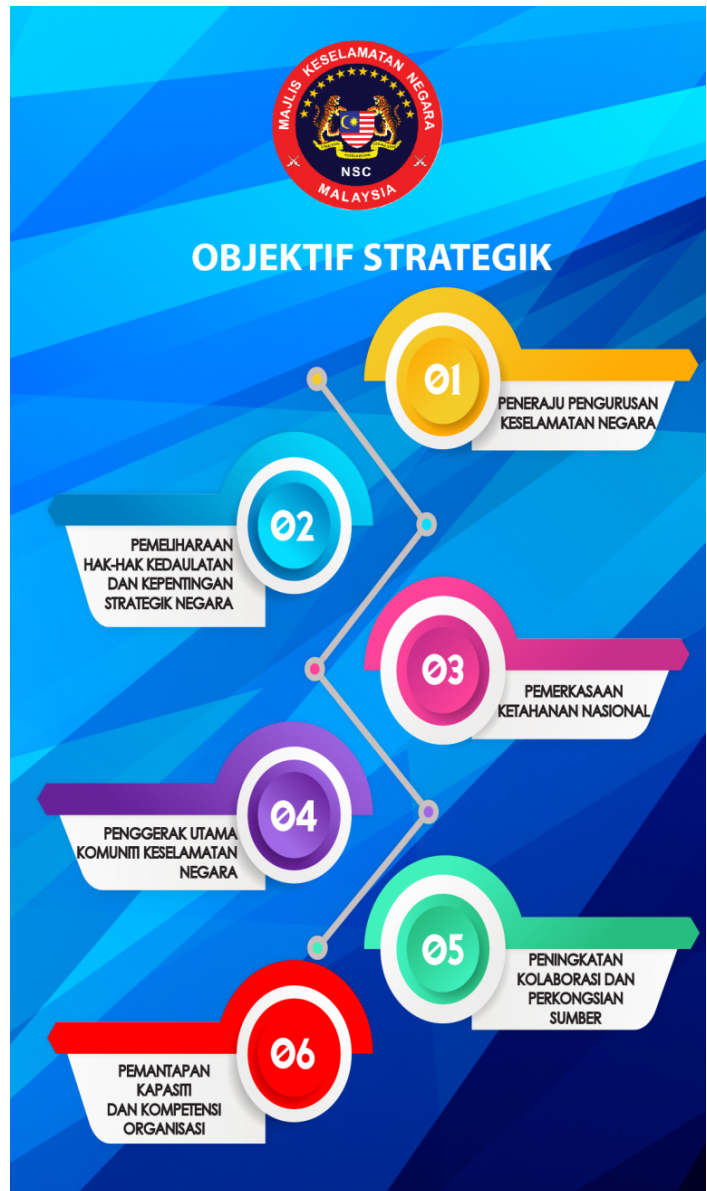 MAJLIS KESELAMATAN NEGARA
NSC
MALAYSIA
OBJEKTIF STRATEGIK
01
PENERAJU PENGURUSAN
KESELAMATAN NEGARA
02
PEMELIHARAAN
HAK-HAK KEDAULATAN
DAN KEPENTINGAN
STRATEGIK NEGARA
03
PEMERKASAAN
KETAHANAN NASIONAL
04
PENGGERAK UTAMA
KOMUNITI KESELAMATAN
NEGARA
05
PENINGKATAN
KOLABORASI DAN
PERKONGSIAN
SUMBER
06
PEMANTAPAN
KAPASITI
DAN KOMPETENSI
ORGANISASI